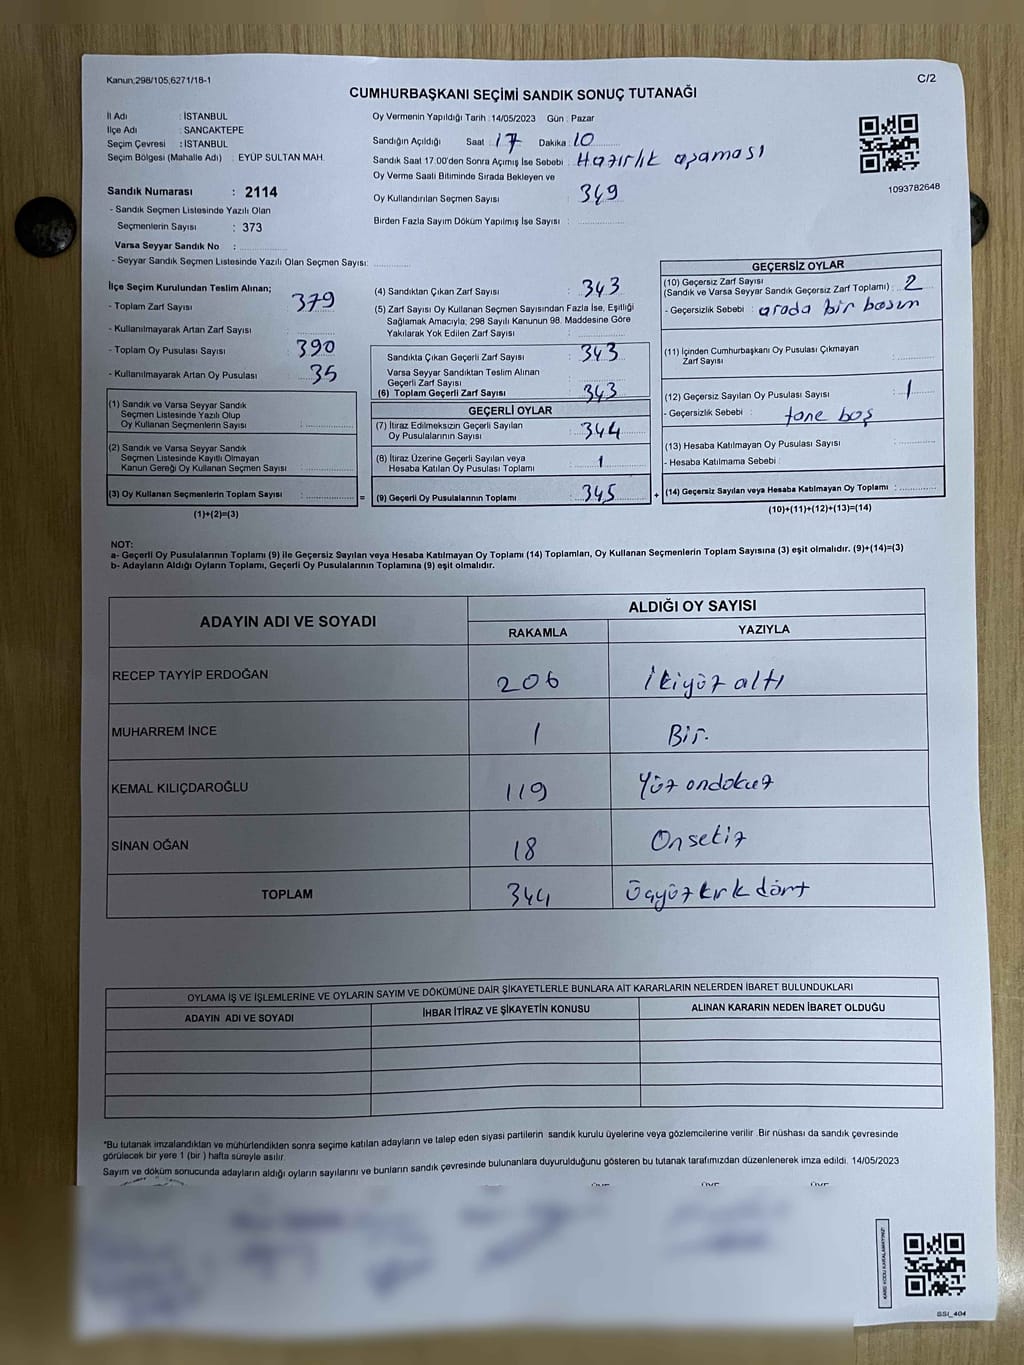 Kanun;298/105,6271/18-1
C/2
CUMHURBAŞKANI SEÇİMİ SANDIK SONUÇ TUTANAĞI
İl Adı : İSTANBUL
İlçe Adı : SANCAKTEPE
Seçim Çevresi : İSTANBUL
Seçim Bölgesi (Mahalle Adı) : EYÜP SULTAN MAH.
Sandık Numarası : 2114
- Sandık Seçmen Listesinde Yazılı Olan
Seçmenlerin Sayısı : 373
Varsa Seyyar Sandık No :
- Seyyar Sandık Seçmen Listesinde Yazılı Olan Seçmen Sayısı:
Oy Vermenin Yapıldığı Tarih :14/05/2023 Gün : Pazar
Sandığın Açıldığı Saat : 17 Dakika : 10
Sandık Saat 17:00'den Sonra Açımış İse Sebebi : Hazırlık aşaması
Oy Verme Saati Bitiminde Sırada Bekleyen ve
Oy Kullandırılan Seçmen Sayısı : 349
Birden Fazla Sayım Döküm Yapılmış İse Sayısı :
1093782648
İlçe Seçim Kurulundan Teslim Alınan;
- Toplam Zarf Sayısı : 379
- Kullanılmayarak Artan Zarf Sayısı :
- Toplam Oy Pusulası Sayısı : 390
- Kullanılmayarak Artan Oy Pusulası : 35
(1) Sandık ve Varsa Seyyar Sandık
Seçmen Listesinde Yazılı Olup
Oy Kullanan Seçmenlerin Sayısı :
(2) Sandık ve Varsa Seyyar Sandık
Seçmen Listesinde Kayıtlı Olmayan
Kanun Gereği Oy Kullanan Seçmen Sayısı :
(3) Oy Kullanan Seçmenlerin Toplam Sayısı : =
(1)+(2)=(3)
(4) Sandıktan Çıkan Zarf Sayısı : 343
(5) Zarf Sayısı Oy Kullanan Seçmen Sayısından Fazla İse, Eşitliği
Sağlamak Amacıyla, 298 Sayılı Kanunun 98. Maddesine Göre
Yakılarak Yok Edilen Zarf Sayısı :
Sandıkta Çıkan Geçerli Zarf Sayısı : 343
Varsa Seyyar Sandıktan Teslim Alınan
Geçerli Zarf Sayısı :
(6) Toplam Geçerli Zarf Sayısı : 343
GEÇERLİ OYLAR
(7) İtiraz Edilmeksizin Geçerli Sayılan
Oy Pusulalarının Sayısı : 344
(8) İtiraz Üzerine Geçerli Sayılan veya
Hesaba Katılan Oy Pusulası Toplamı : 1
(9) Geçerli Oy Pusulalarının Toplamı : 345 +
GEÇERSİZ OYLAR
(10) Geçersiz Zarf Sayısı
(Sandık ve Varsa Seyyar Sandık Geçersiz Zarf Toplamı) : 2
- Geçersizlik Sebebi : arada bir basım
(11) İçinden Cumhurbaşkanı Oy Pusulası Çıkmayan
Zarf Sayısı :
(12) Geçersiz Sayılan Oy Pusulası Sayısı : 1
- Geçersizlik Sebebi : tane boş
(13) Hesaba Katılmayan Oy Pusulası Sayısı :
- Hesaba Katılmama Sebebi :
(14) Geçersiz Sayılan veya Hesaba Katılmayan Oy Toplamı :
(10)+(11)+(12)+(13)=(14)
NOT:
a- Geçerli Oy Pusulalarının Toplamı (9) ile Geçersiz Sayılan veya Hesaba Katılmayan Oy Toplamı (14) Toplamları, Oy Kullanan Seçmenlerin Toplam Sayısına (3) eşit olmalıdır. (9)+(14)=(3)
b- Adayların Aldığı Oyların Toplamı, Geçerli Oy Pusulalarının Toplamına (9) eşit olmalıdır.
ADAYIN ADI VE SOYADI
ALDIĞI OY SAYISI
RAKAMLA YAZIYLA
RECEP TAYYİP ERDOĞAN 206 İkiyüz altı
MUHARREM İNCE 1 Bir.
KEMAL KILIÇDAROĞLU 119 Yüz ondokuz
SİNAN OĞAN 18 Onsekiz
TOPLAM 344 Üçyüz kırk dört
OYLAMA İŞ VE İŞLEMLERİNE VE OYLARIN SAYIM VE DÖKÜMÜNE DAİR ŞİKAYETLERLE BUNLARA AİT KARARLARIN NELERDEN İBARET BULUNDUKLARI
ADAYIN ADI VE SOYADI İHBAR İTİRAZ VE ŞİKAYETİN KONUSU ALINAN KARARIN NEDEN İBARET OLDUĞU
*Bu tutanak imzalandıktan ve mühürlendikten sonra seçime katılan adayların ve talep eden siyasi partilerin sandık kurulu üyelerine veya gözlemcilerine verilir .Bir nüshası da sandık çevresinde
görülecek bir yere 1 (bir ) hafta süreyle asılır.
Sayım ve döküm sonucunda adayların aldığı oyların sayılarını ve bunların sandık çevresinde bulunanlara duyurulduğunu gösteren bu tutanak tarafımızdan düzenlenerek imza edildi. 14/05/2023
ÜYE ÜYE ÜYE
KARE KODU KARALAMAYINIZ!
SSI_404